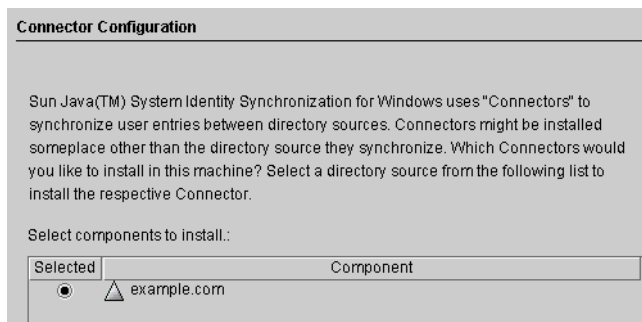 Connector Configuration
Sun Java(TM) System Identity Synchronization for Windows uses "Connectors" to
synchronize user entries between directory sources. Connectors might be installed
someplace other than the directory source they synchronize. Which Connectors would
you like to install in this machine? Select a directory source from the following list to
install the respective Connector.
Select components to install.:
Selected Component
example.com